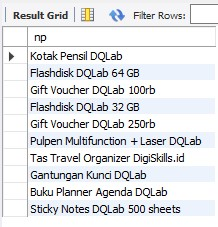 Result Grid Filter Rows:
np
Kotak Pensil DQLab
Flashdisk DQLab 64 GB
Gift Voucher DQLab 100rb
Flashdisk DQLab 32 GB
Gift Voucher DQLab 250rb
Pulpen Multifunction + Laser DQLab
Tas Travel Organizer DigiSkills.id
Gantungan Kunci DQLab
Buku Planner Agenda DQLab
Sticky Notes DQLab 500 sheets